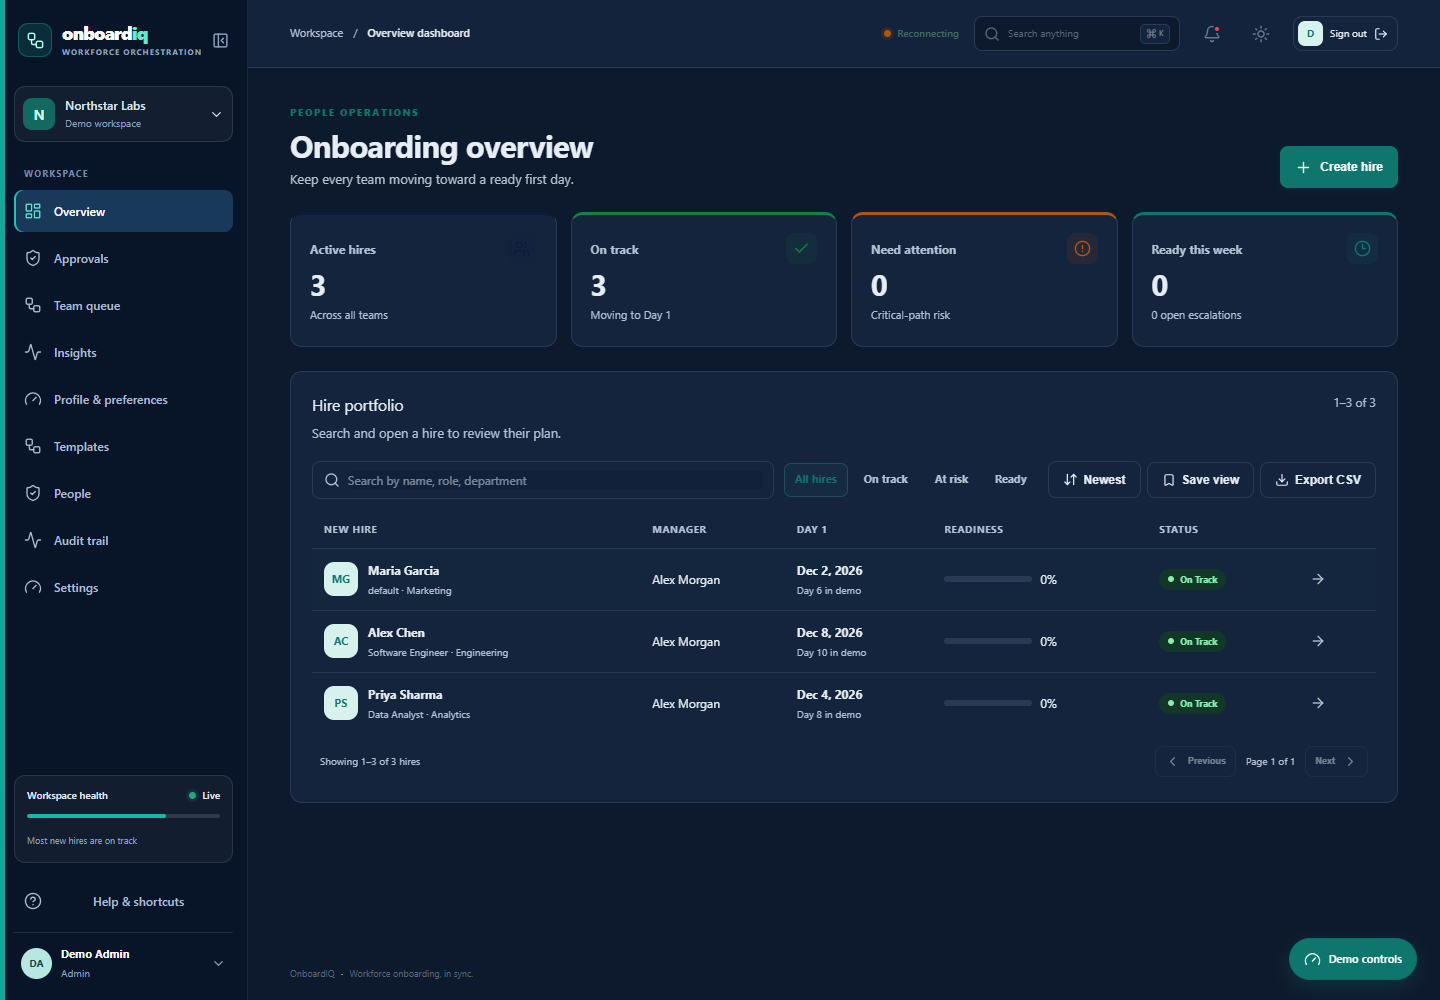 onboardiq
WORKFORCE ORCHESTRATION
N
Northstar Labs
Demo workspace
WORKSPACE
Overview
Approvals
Team queue
Insights
Profile & preferences
Templates
People
Audit trail
Settings
Workspace health
Live
Most new hires are on track
Help & shortcuts
DA
Demo Admin
Admin
Workspace / Overview dashboard
Reconnecting
Search anything
⌘ K
D
Sign out
PEOPLE OPERATIONS
Onboarding overview
Keep every team moving toward a ready first day.
Create hire
Active hires
3
Across all teams
On track
3
Moving to Day 1
Need attention
0
Critical-path risk
Ready this week
0
0 open escalations
Hire portfolio
1–3 of 3
Search and open a hire to review their plan.
Search by name, role, department
All hires
On track
At risk
Ready
Newest
Save view
Export CSV
NEW HIRE MANAGER DAY 1 READINESS STATUS
MG
Maria Garcia
default · Marketing
Alex Morgan
Dec 2, 2026
Day 6 in demo
0%
On Track
AC
Alex Chen
Software Engineer · Engineering
Alex Morgan
Dec 8, 2026
Day 10 in demo
0%
On Track
PS
Priya Sharma
Data Analyst · Analytics
Alex Morgan
Dec 4, 2026
Day 8 in demo
0%
On Track
Showing 1–3 of 3 hires
Previous
Page 1 of 1
Next
OnboardIQ · Workforce onboarding, in sync.
Demo controls